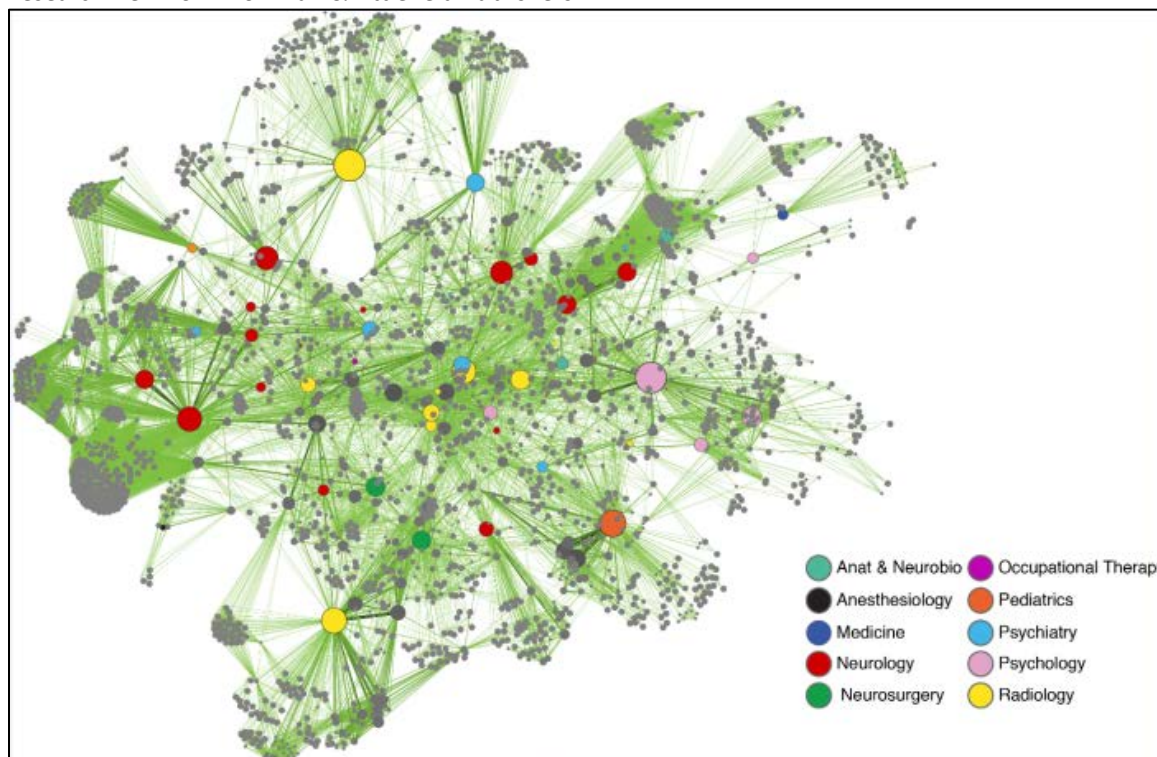 Anat & Neurobio
Occupational Therap
Anesthesiology
Pediatrics
Medicine
Psychiatry
Neurology
Psychology
Neurosurgery
Radiology